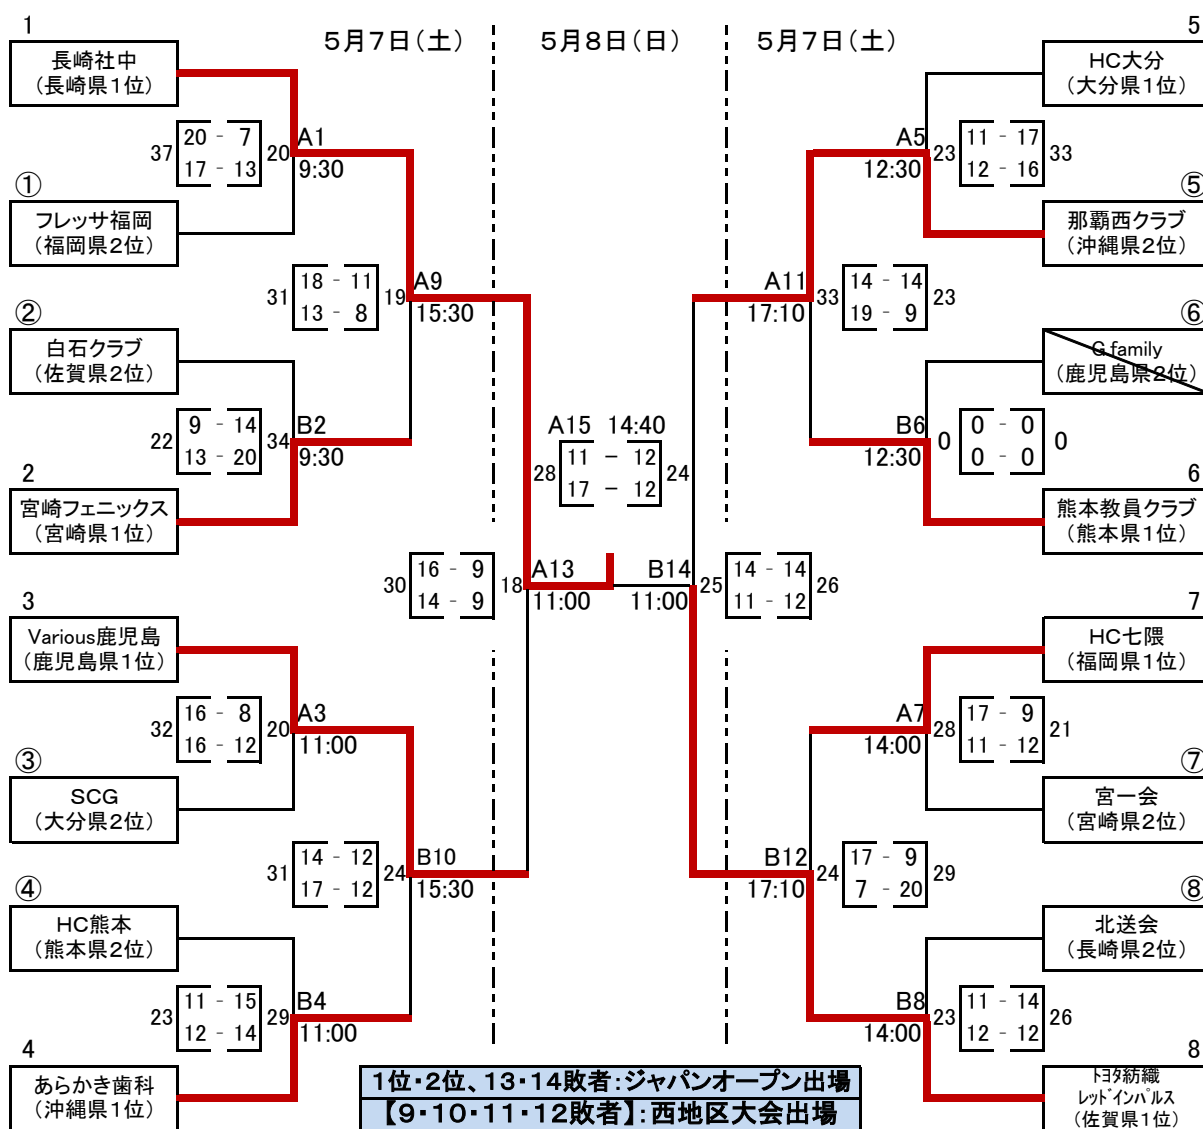 5月7日(土)
5月8日(日)
5月7日(土)
1
長崎社中
(長崎県1位)
37
20 - 7
17 - 13
20
A1
9:30
①
フレッサ福岡
(福岡県2位)
31
18 - 11
13 - 8
19
A9
15:30
②
白石クラブ
(佐賀県2位)
22
9 - 14
13 - 20
34
B2
9:30
2
宮崎フェニックス
(宮崎県1位)
30
16 - 9
14 - 9
18
A13
11:00
3
Various鹿児島
(鹿児島県1位)
32
16 - 8
16 - 12
20
A3
11:00
③
SCG
(大分県2位)
31
14 - 12
17 - 12
24
B10
15:30
④
HC熊本
(熊本県2位)
23
11 - 15
12 - 14
29
B4
11:00
4
あらかき歯科
(沖縄県1位)
A15 14:40
28
11 - 12
17 - 12
24
5
HC大分
(大分県1位)
A5
12:30
23
11 - 17
12 - 16
33
⑤
那覇西クラブ
(沖縄県2位)
A11
17:10
33
14 - 14
19 - 9
23
⑥
G family
(鹿児島県2位)
B6
12:30
0
0 - 0
0 - 0
0
6
熊本教員クラブ
(熊本県1位)
B14
11:00
25
14 - 14
11 - 12
26
7
HC七隈
(福岡県1位)
A7
14:00
28
17 - 9
11 - 12
21
⑦
宮一会
(宮崎県2位)
B12
17:10
24
17 - 9
7 - 20
29
⑧
北送会
(長崎県2位)
B8
14:00
23
11 - 14
12 - 12
26
8
トヨタ紡織
レッドインパルス
(佐賀県1位)
1位・2位、13・14敗者:ジャパンオープン出場
【9・10・11・12敗者】:西地区大会出場